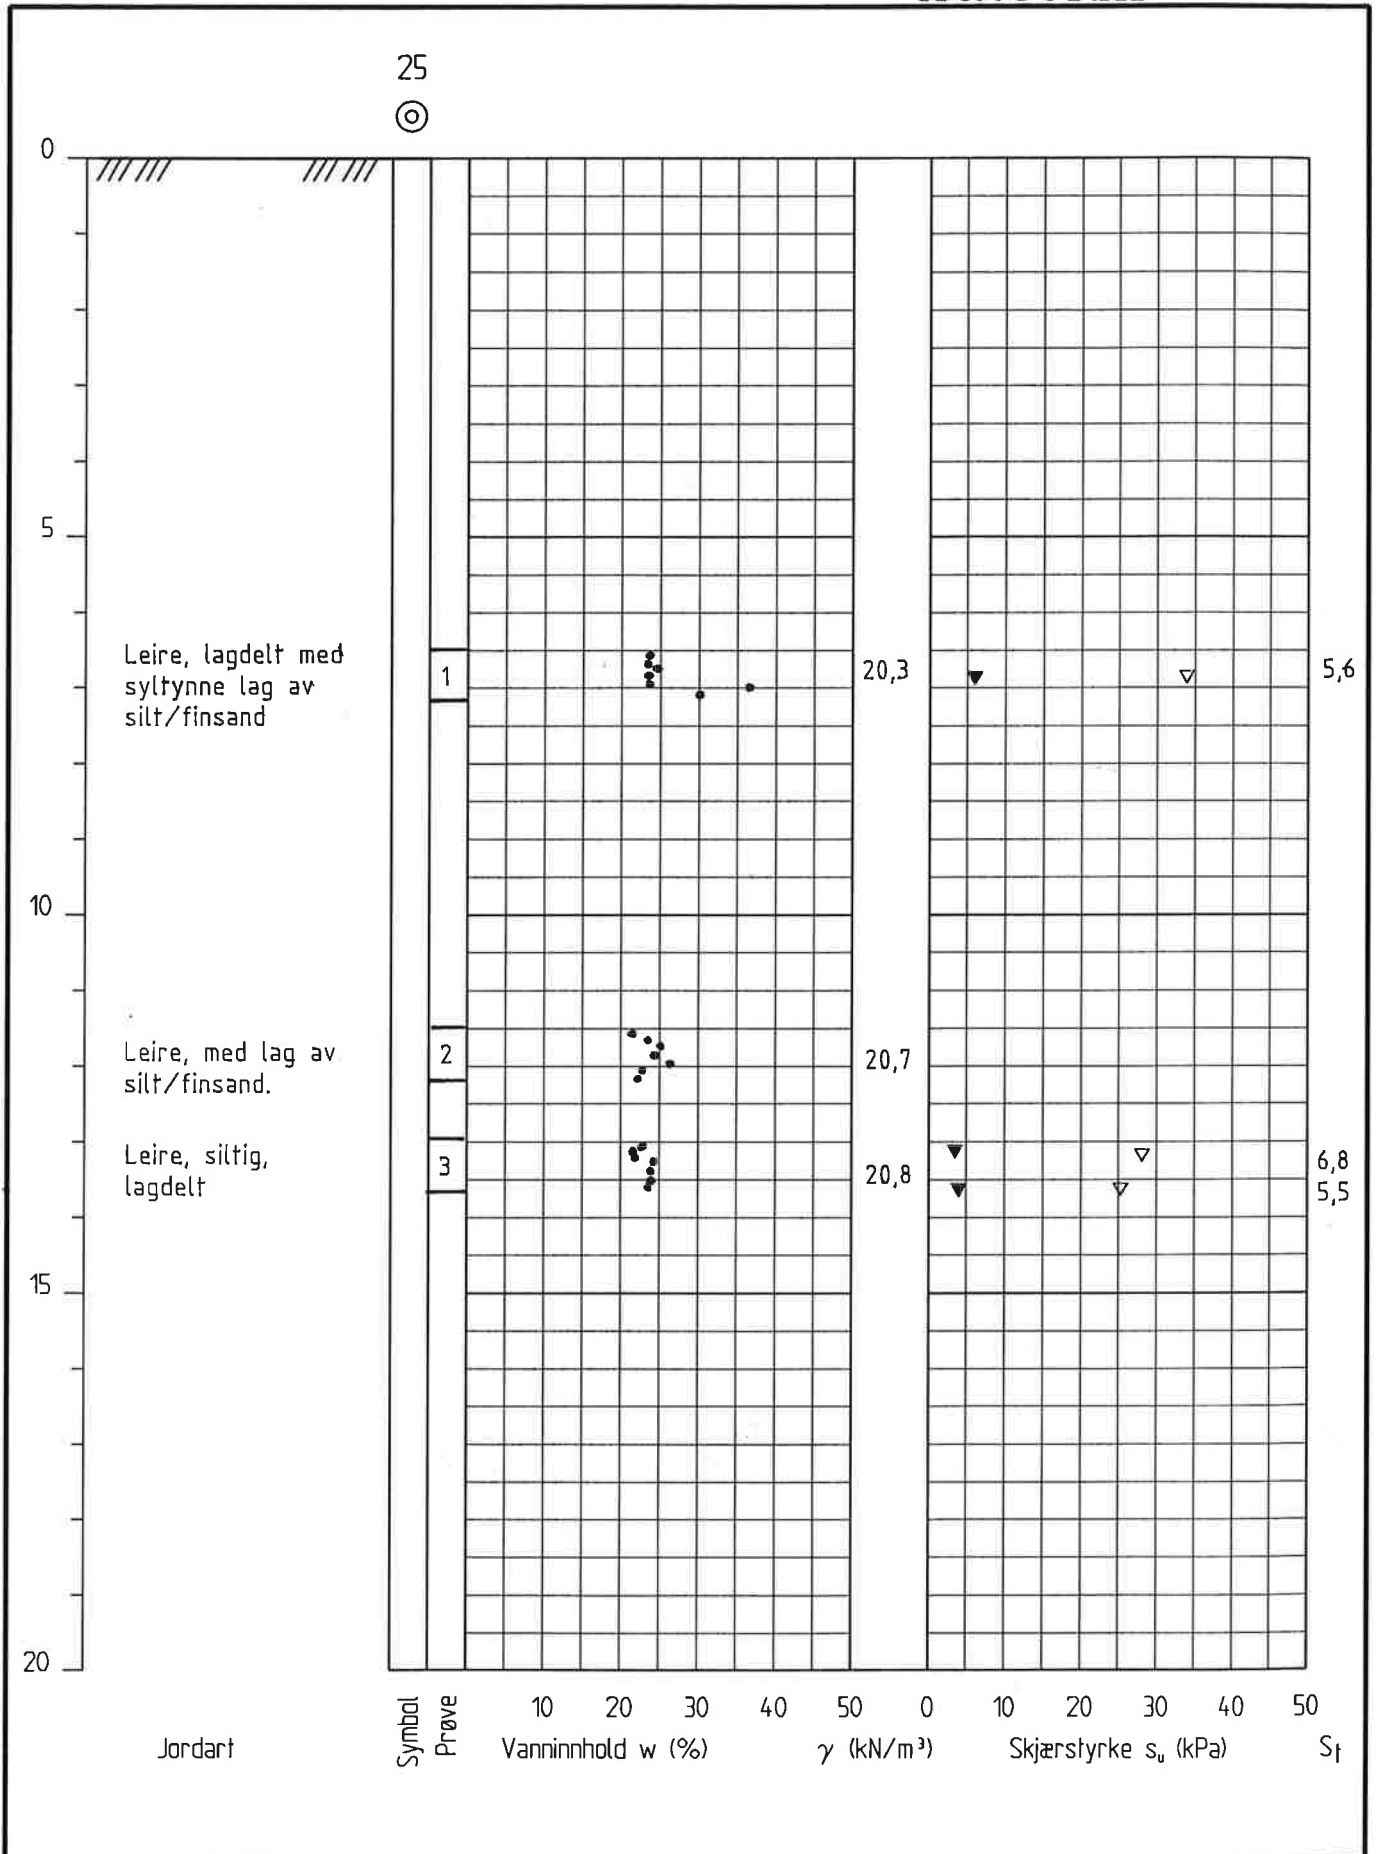 25
0
5
Leire, lagdelt med
syltynne lag av
silt/finsand
1
20,3
5,6
10
Leire, med lag av
silt/finsand.
2
20,7
Leire, siltig,
lagdelt
3
20,8
6,8
5,5
15
20
Jordart
Symbol
Prøve
10 20 30 40 50
Vanninnhold w (%)
γ (kN/m³)
0 10 20 30 40 50
Skjærstyrke su (kPa)
St